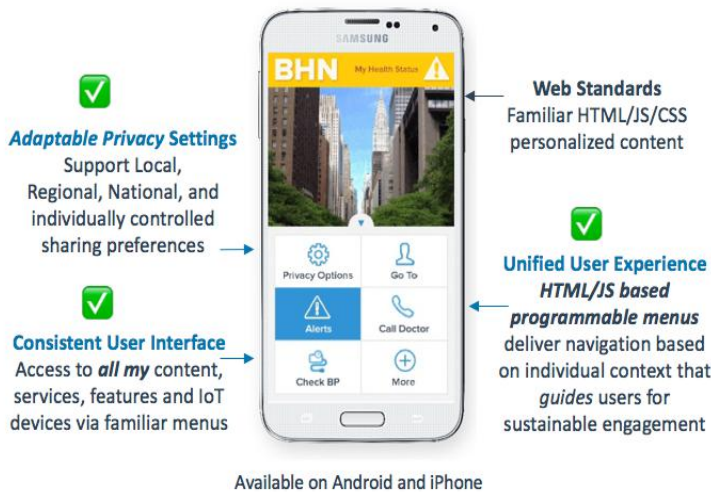 SAMSUNG
BHN My Health Status
Adaptable Privacy Settings
Support Local,
Regional, National, and
individually controlled
sharing preferences
Consistent User Interface
Access to all my content,
services, features and IoT
devices via familiar menus
Privacy Options
Go To
Alerts
Call Doctor
Check BP
More
Web Standards
Familiar HTML/JS/CSS
personalized content
Unified User Experience
HTML/JS based
programmable menus
deliver navigation based
on individual context that
guides users for
sustainable engagement
Available on Android and iPhone